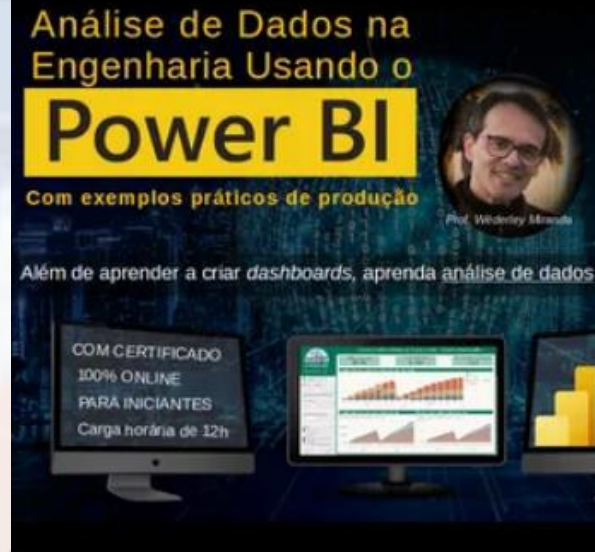 Análise de Dados na
Engenharia Usando o
Power BI
Com exemplos práticos de produção
Prof. Wéderley Miranda
Além de aprender a criar dashboards, aprenda análise de dados
COM CERTIFICADO
100% ONLINE
PARA INICIANTES
Carga horária de 12h